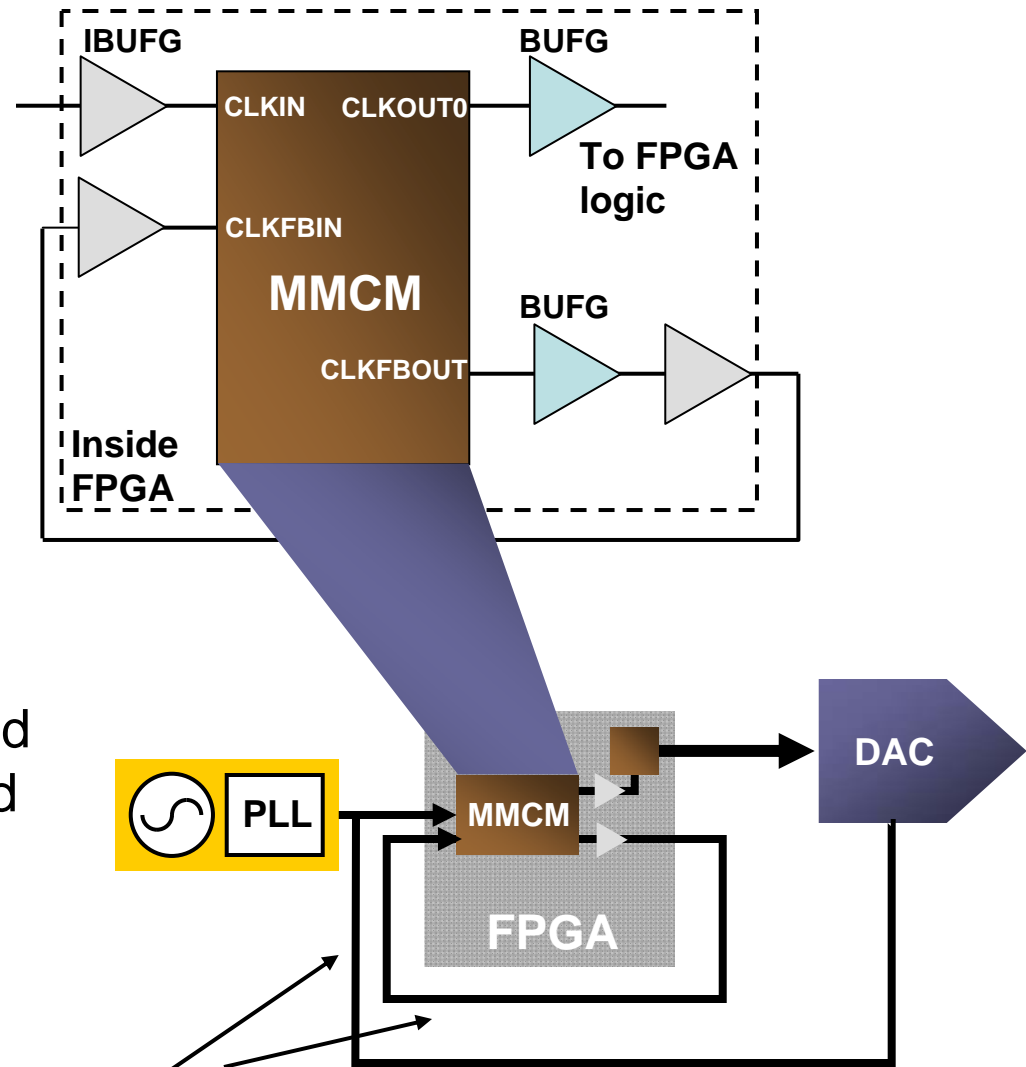 IBUFG
BUFG
CLKIN
CLKOUT0
To FPGA
logic
CLKFBIN
MMCM
BUFG
CLKFBOUT
Inside
FPGA
DAC
PLL
MMCM
FPGA